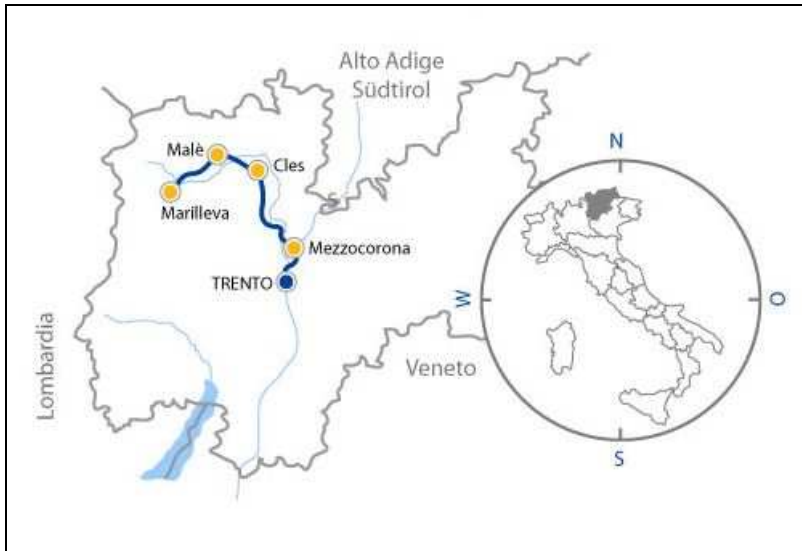 Alto Adige
Südtirol
Malè
Cles
Marilleva
Mezzocorona
TRENTO
Lombardia
Veneto
N
W
O
S